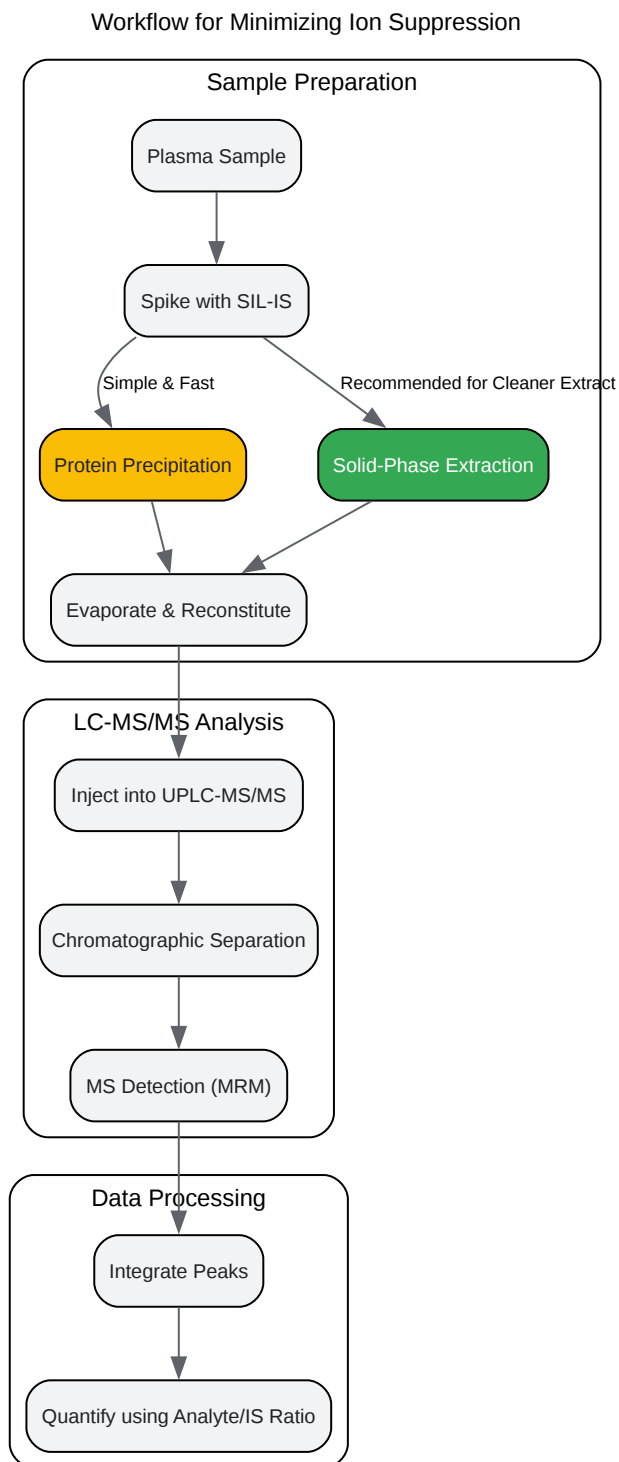 Workflow for Minimizing Ion Suppression
Sample Preparation
Plasma Sample
Spike with SIL-IS
Simple & Fast
Recommended for Cleaner Extract
Protein Precipitation
Solid-Phase Extraction
Evaporate & Reconstitute
LC-MS/MS Analysis
Inject into UPLC-MS/MS
Chromatographic Separation
MS Detection (MRM)
Data Processing
Integrate Peaks
Quantify using Analyte/IS Ratio